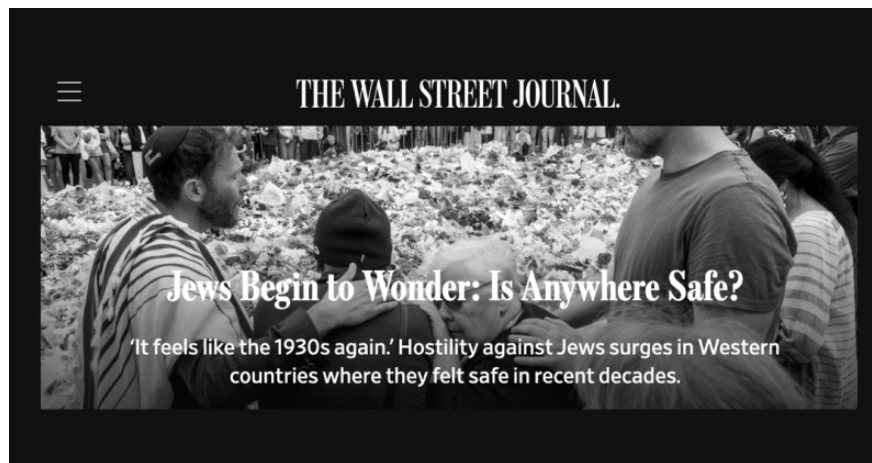 THE WALL STREET JOURNAL.
Jews Begin to Wonder: Is Anywhere Safe?
‘It feels like the 1930s again.’ Hostility against Jews surges in Western
countries where they felt safe in recent decades.